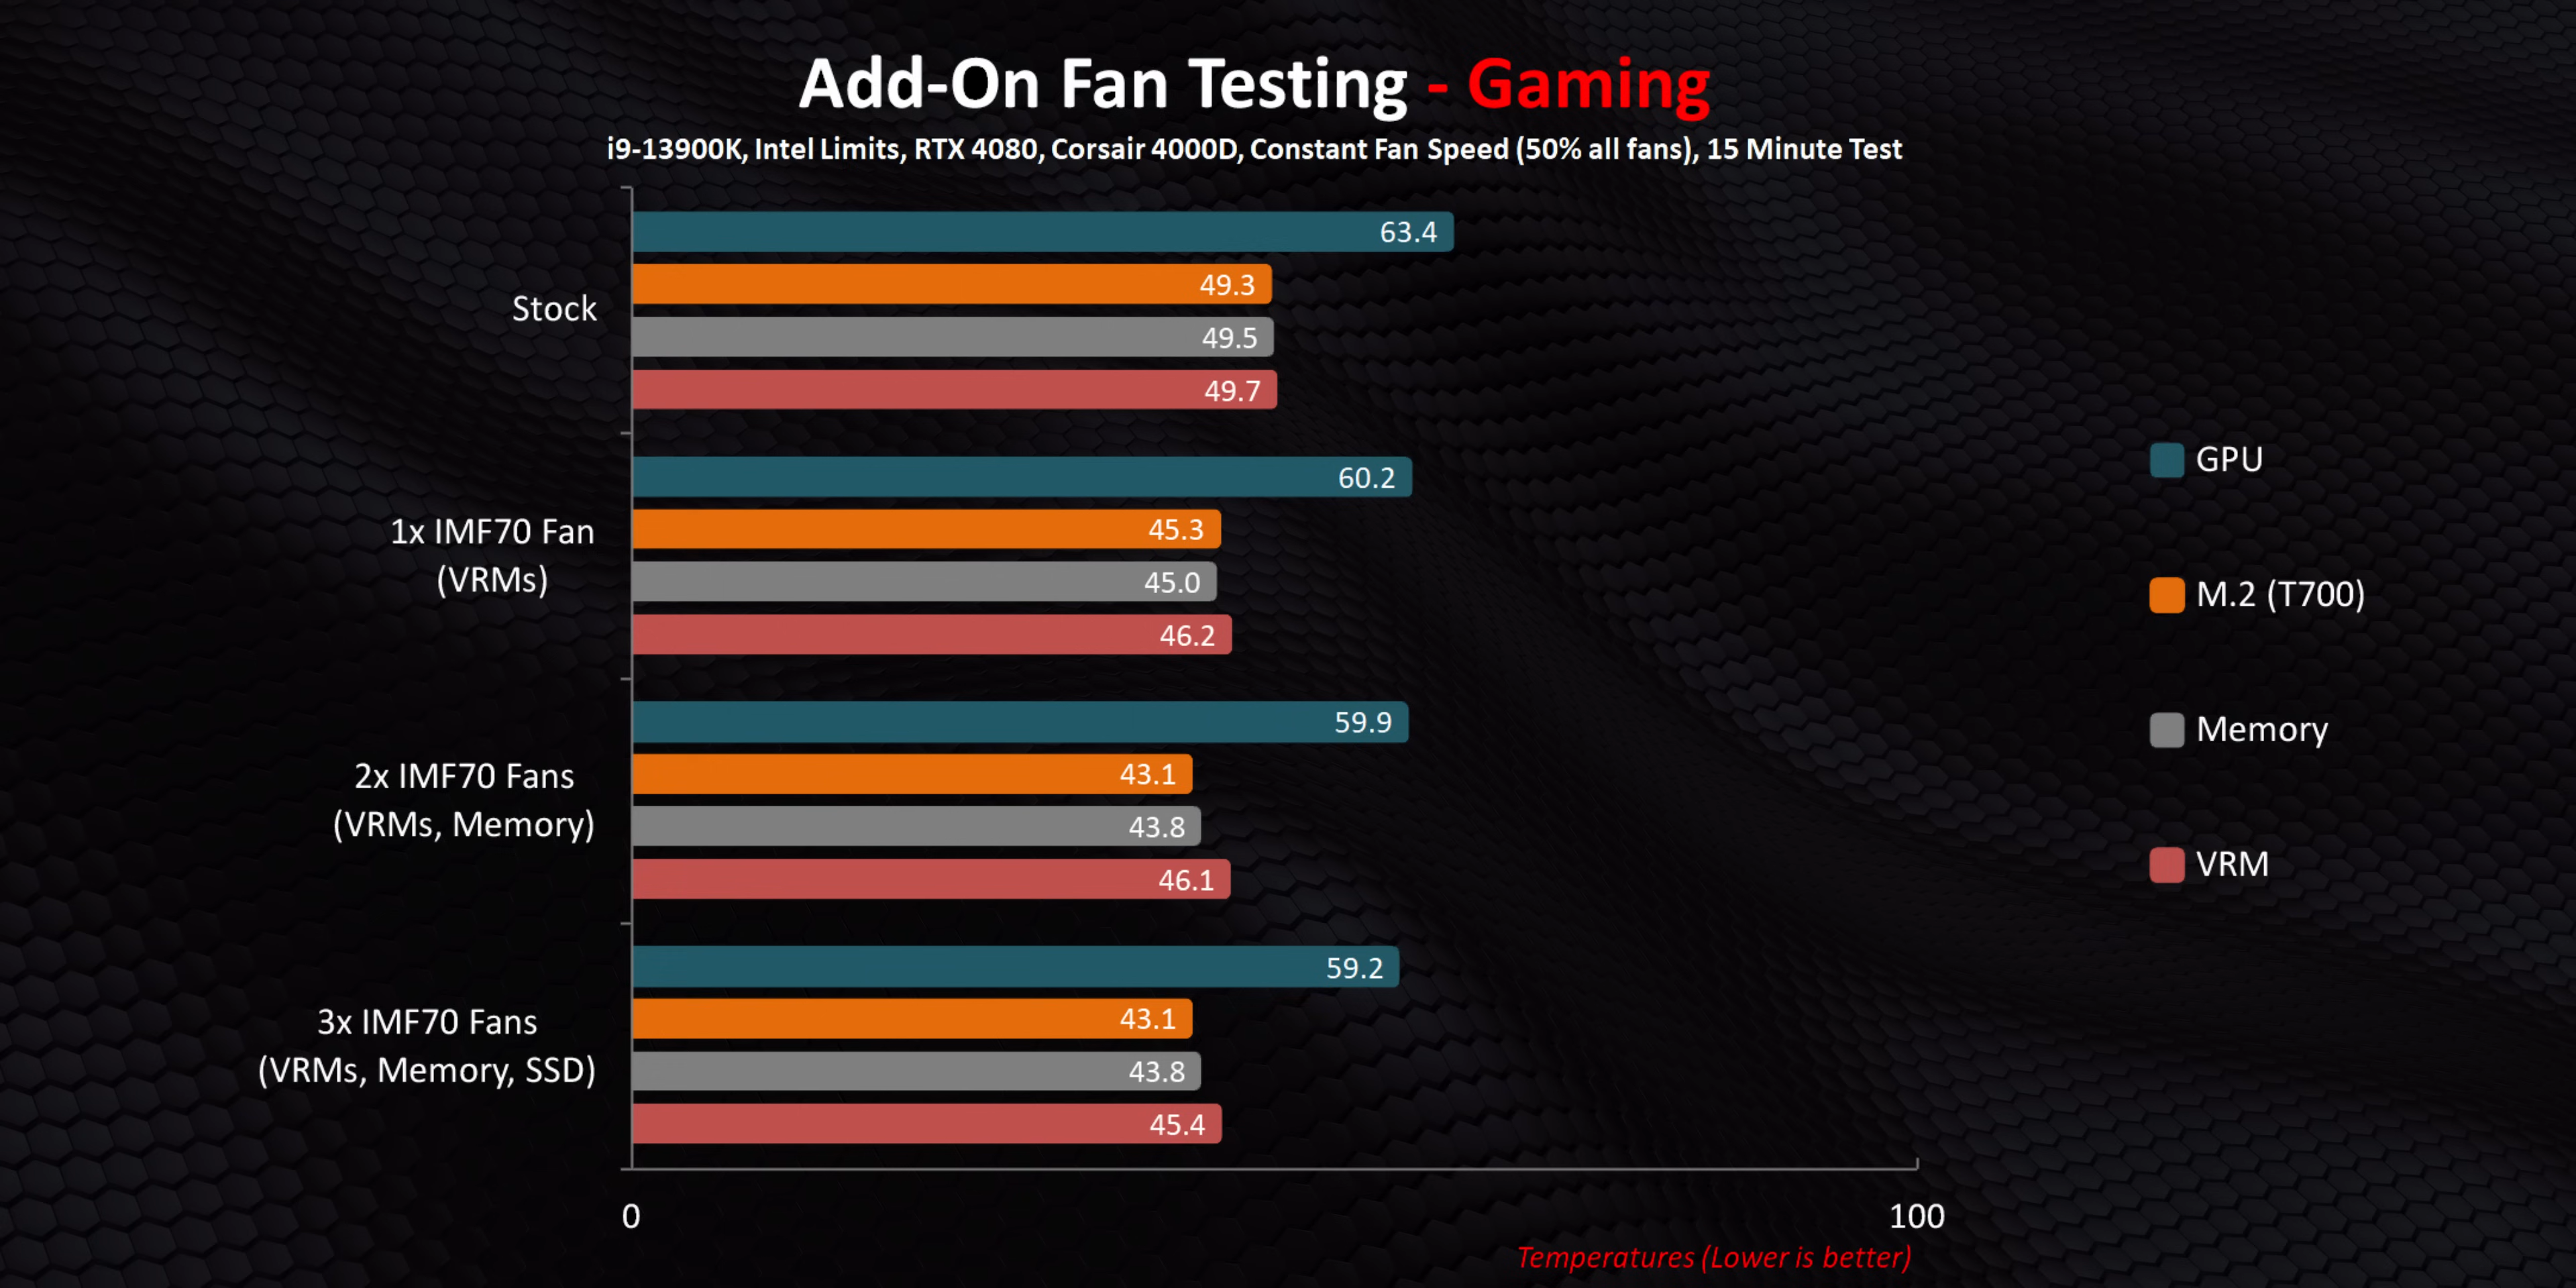 Add-On Fan Testing - Gaming
i9-13900K, Intel Limits, RTX 4080, Corsair 4000D, Constant Fan Speed (50% all fans), 15 Minute Test
Stock
63.4
49.3
49.5
49.7
1x IMF70 Fan
(VRMs)
60.2
45.3
45.0
46.2
2x IMF70 Fans
(VRMs, Memory)
59.9
43.1
43.8
46.1
3x IMF70 Fans
(VRMs, Memory, SSD)
59.2
43.1
43.8
45.4
0
100
Temperatures (Lower is better)
GPU
M.2 (T700)
Memory
VRM